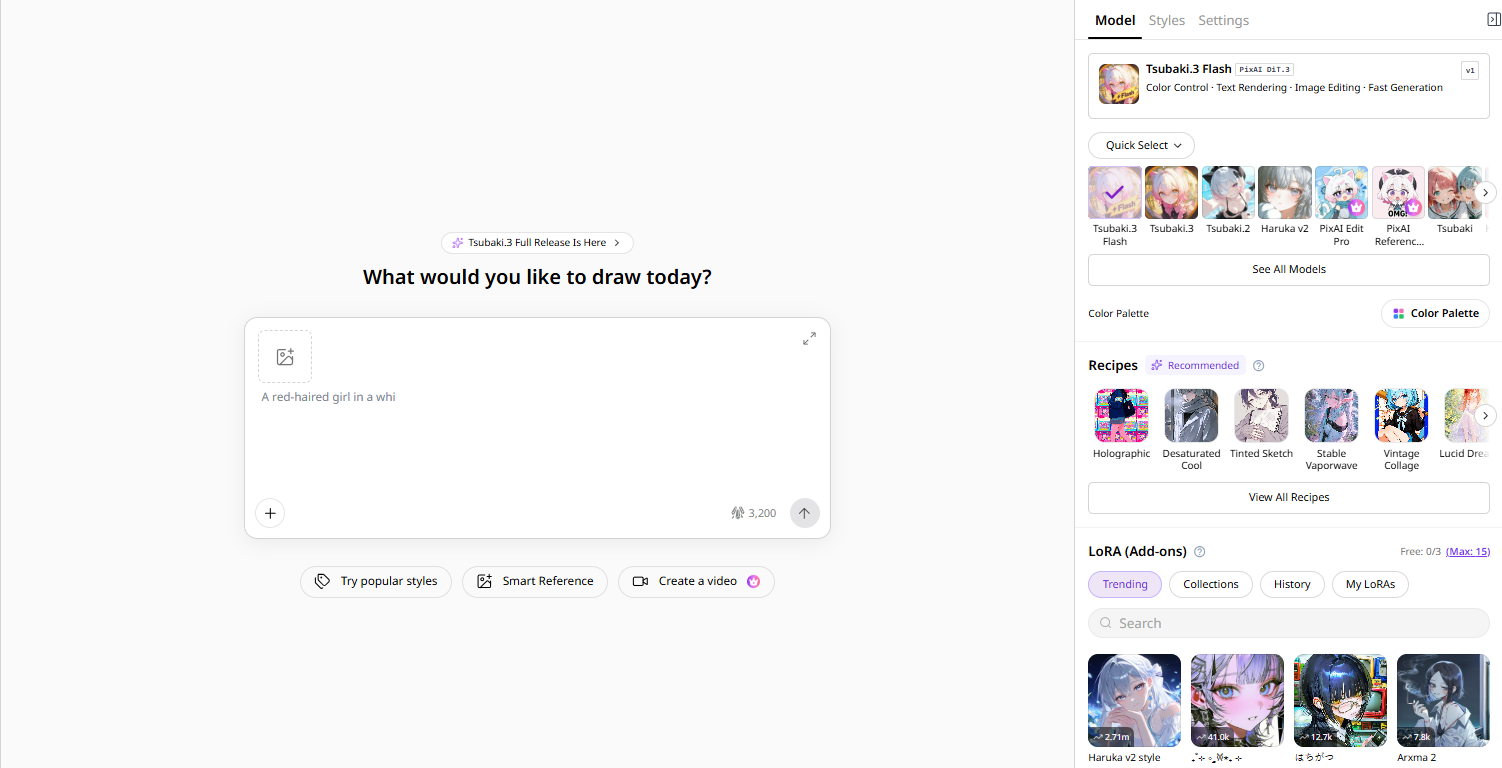 Tsubaki.3 Full Release Is Here
What would you like to draw today?
A red-haired girl in a whi
3,200
Try popular styles
Smart Reference
Create a video
Model
Styles
Settings
Tsubaki.3 Flash
PixAI DiT.3
v1
Color Control · Text Rendering · Image Editing · Fast Generation
Quick Select
Tsubaki.3 Flash
Tsubaki.3
Tsubaki.2
Haruka v2
PixAI Edit Pro
PixAI Referenc...
Tsubaki
See All Models
Color Palette
Color Palette
Recipes
Recommended
Holographic
Desaturated Cool
Tinted Sketch
Stable Vaporwave
Vintage Collage
Lucid Drea
View All Recipes
LoRA (Add-ons)
Free: 0/3
(Max: 15)
Trending
Collections
History
My LoRAs
Search
2.71m
41.0k
12.7k
7.8k
Haruka v2 style
はちがつ
Arxma 2